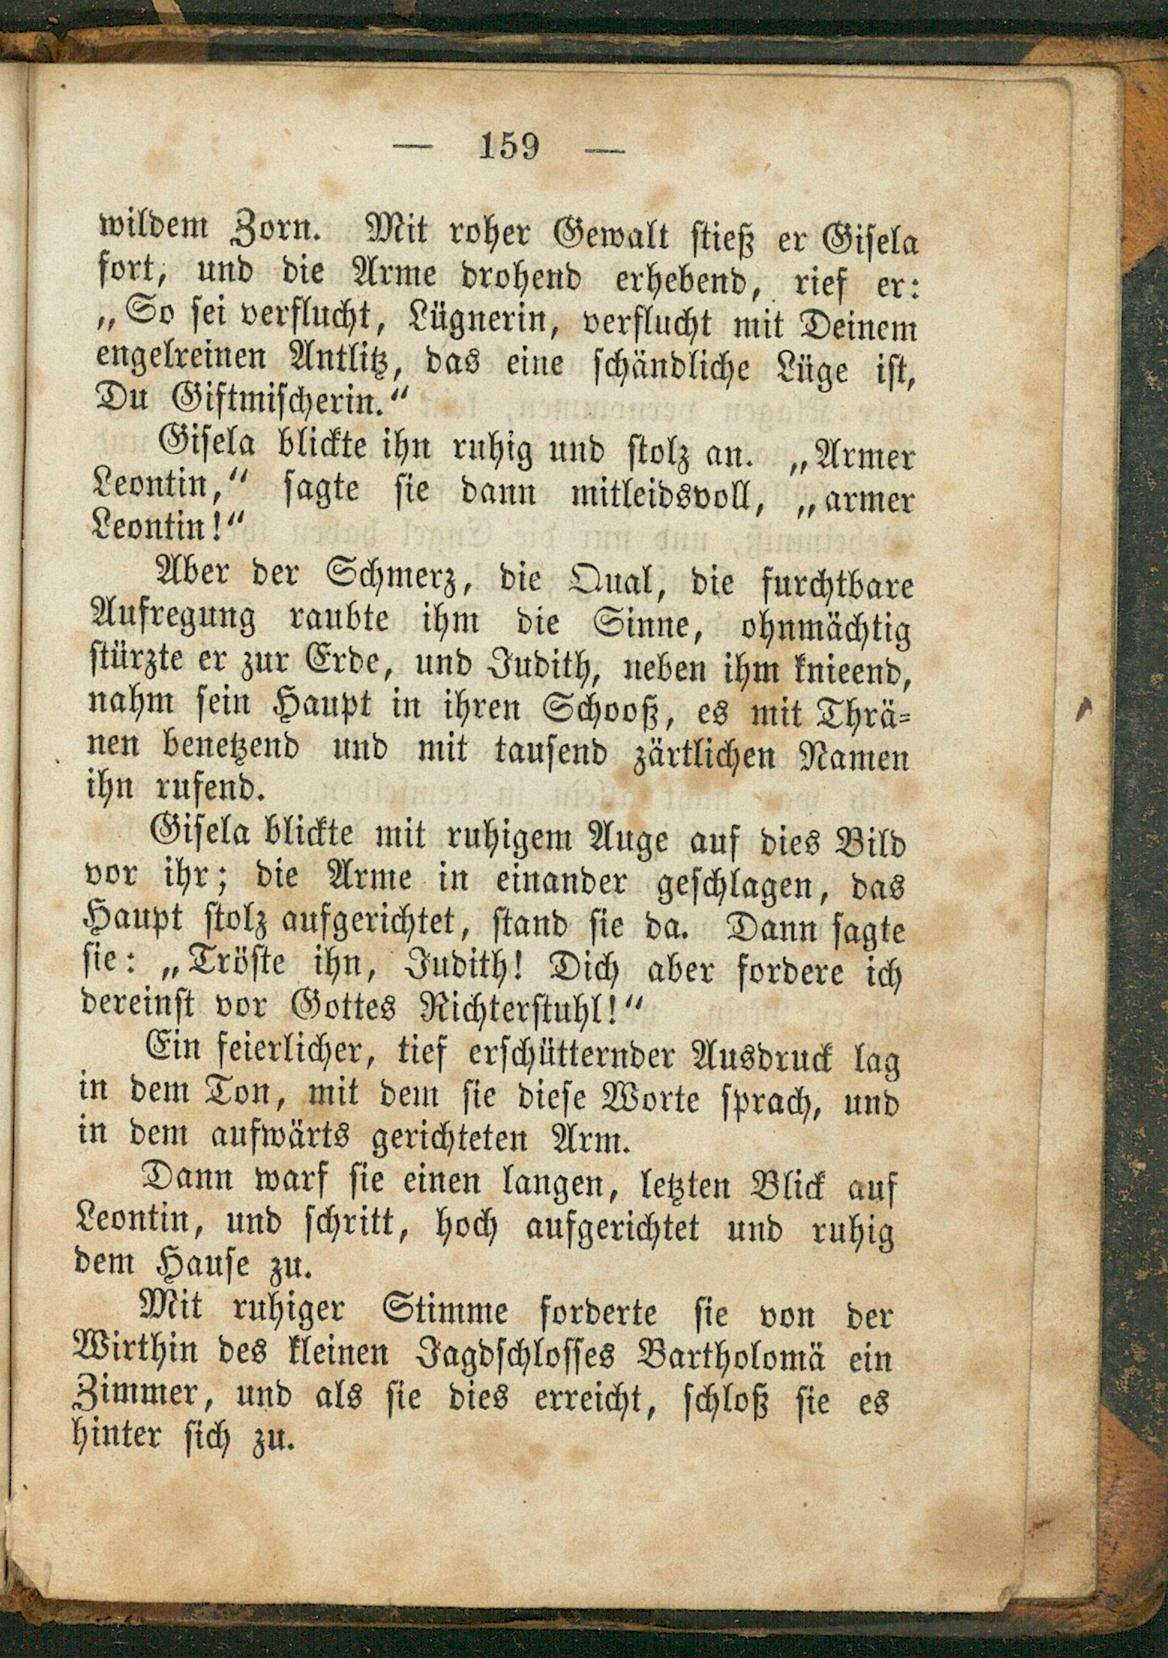 — 159 —
wildem Zorn. Mit roher Gewalt stieß er Gisela
fort, und die Arme drohend erhebend, rief er:
„So sei verflucht, Lügnerin, verflucht mit Deinem
engelreinen Antlitz, das eine schändliche Lüge ist,
Du Giftmischerin.“
Gisela blickte ihn ruhig und stolz an. „Armer
Leontin,“ sagte sie dann mitleidsvoll, „armer
Leontin!“
Aber der Schmerz, die Qual, die furchtbare
Aufregung raubte ihm die Sinne, ohnmächtig
stürzte er zur Erde, und Judith, neben ihm knieend,
nahm sein Haupt in ihren Schooß, es mit Thrä-
nen benetzend und mit tausend zärtlichen Namen
ihn rufend.
Gisela blickte mit ruhigem Auge auf dies Bild
vor ihr; die Arme in einander geschlagen, das
Haupt stolz aufgerichtet, stand sie da. Dann sagte
sie: „Tröste ihn, Judith! Dich aber fordere ich
dereinst vor Gottes Richterstuhl!“
Ein feierlicher, tief erschütternder Ausdruck lag
in dem Ton, mit dem sie diese Worte sprach, und
in dem aufwärts gerichteten Arm.
Dann warf sie einen langen, letzten Blick auf
Leontin, und schritt, hoch aufgerichtet und ruhig
dem Hause zu.
Mit ruhiger Stimme forderte sie von der
Wirthin des kleinen Jagdschlosses Bartholomä ein
Zimmer, und als sie dies erreicht, schloß sie es
hinter sich zu.